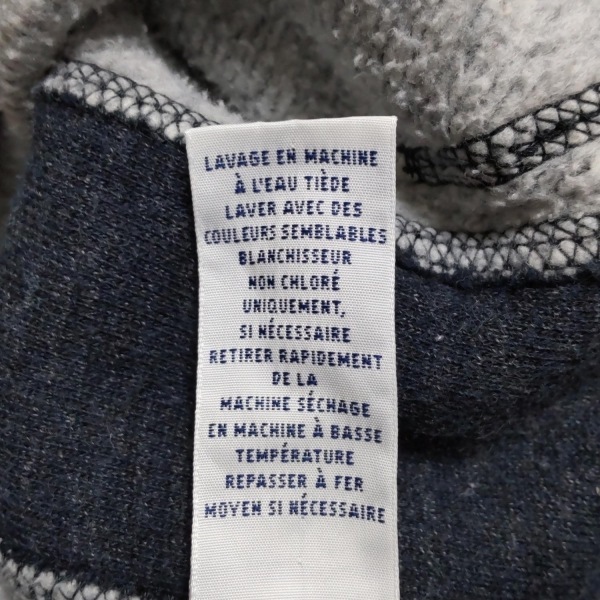 LAVAGE EN MACHINE
À L'EAU TIÈDE
LAVER AVEC DES
COULEURS SEMBLABLES
BLANCHISSEUR
NON CHLORÉ
UNIQUEMENT,
SI NÉCESSAIRE
RETIRER RAPIDEMENT
DE LA
MACHINE SÉCHAGE
EN MACHINE À BASSE
TEMPÉRATURE
REPASSER À FER
MOYEN SI NÉCESSAIRE